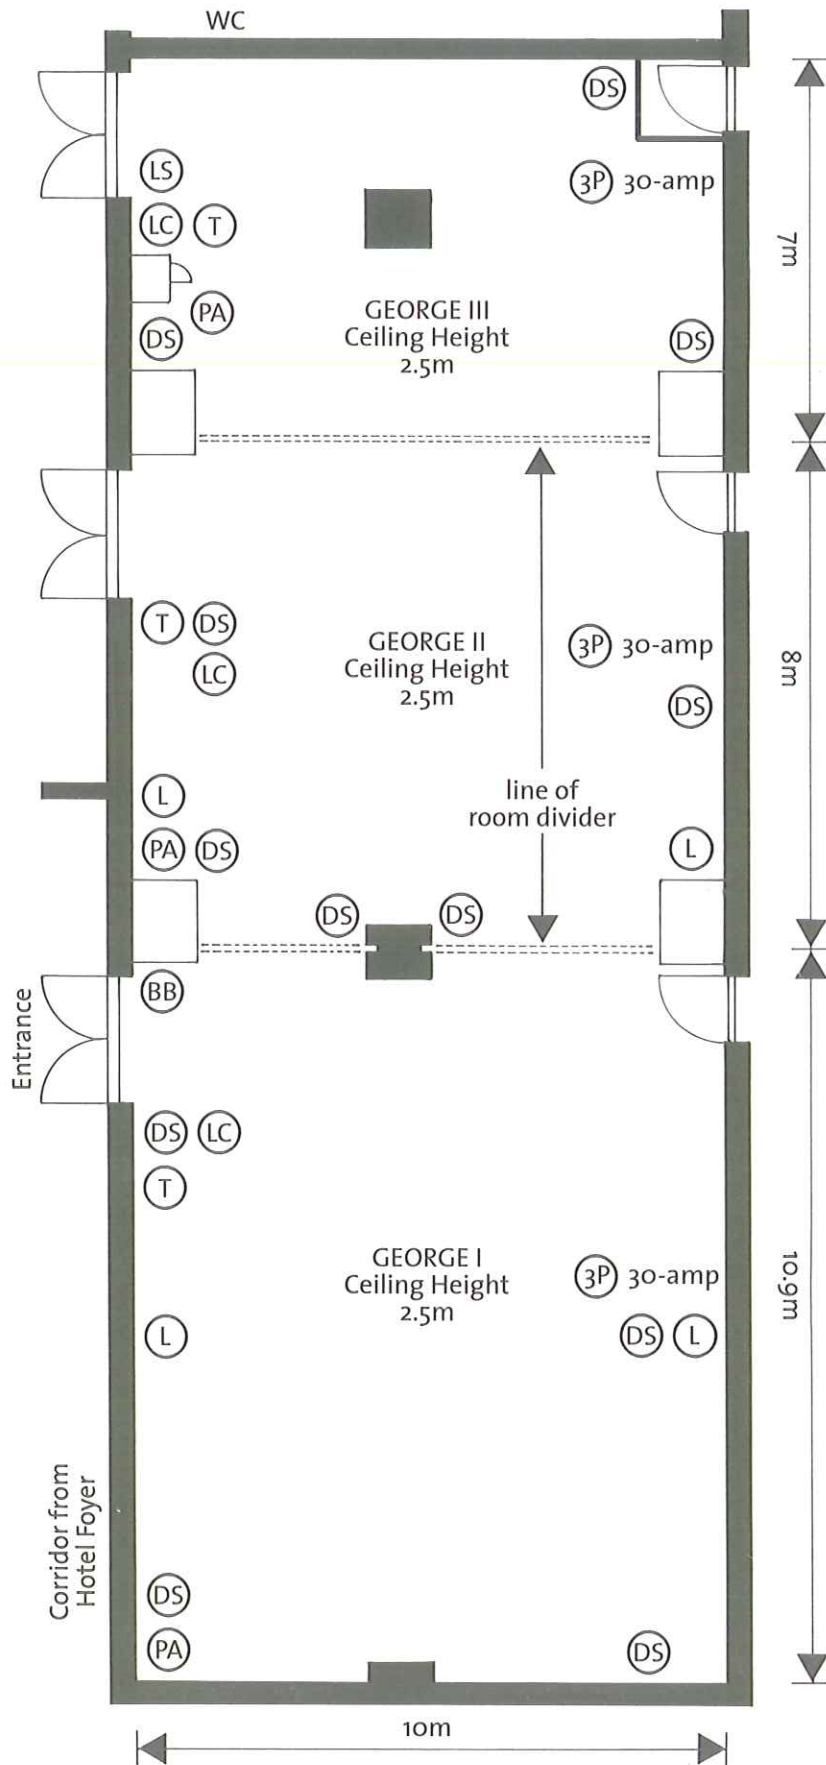 WC
DS
LS
3P 30-amp
LC T
7m
PA
GEORGE III
Ceiling Height
2.5m
DS
DS
T DS
GEORGE II
Ceiling Height
2.5m
3P 30-amp
8m
LC
DS
L
line of
room divider
PA DS
L
DS DS
BB
Entrance
DS LC
T
GEORGE I
Ceiling Height
2.5m
3P 30-amp
10.9m
L
DS L
Corridor from
Hotel Foyer
DS
PA
DS
10m